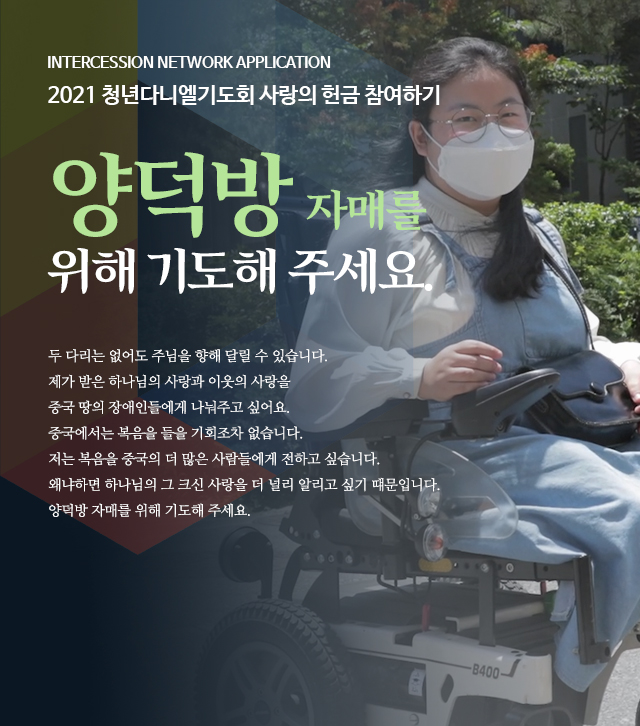 INTERCESSION NETWORK APPLICATION
2021 청년다니엘기도회 사랑의 헌금 참여하기
양덕방 자매를
위해 기도해 주세요.
두 다리는 없어도 주님을 향해 달릴 수 있습니다.
제가 받은 하나님의 사랑과 이웃의 사랑을
중국 땅의 장애인들에게 나눠주고 싶어요.
중국에서는 복음을 들을 기회조차 없습니다.
저는 복음을 중국의 더 많은 사람들에게 전하고 싶습니다.
왜냐하면 하나님의 그 크신 사랑을 더 널리 알리고 싶기 때문입니다.
양덕방 자매를 위해 기도해 주세요.
8400